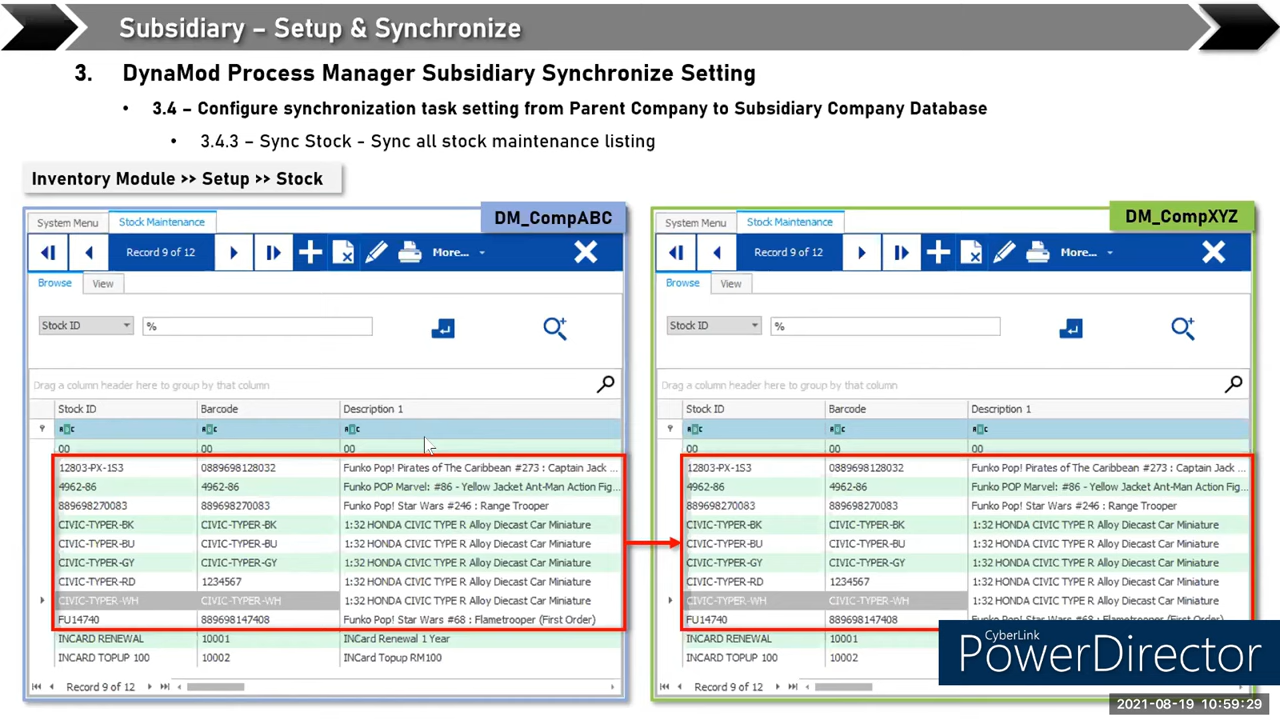 Subsidiary – Setup & Synchronize
3. DynaMod Process Manager Subsidiary Synchronize Setting
• 3.4 – Configure synchronization task setting from Parent Company to Subsidiary Company Database
• 3.4.3 – Sync Stock - Sync all stock maintenance listing
Inventory Module >> Setup >> Stock
DM_CompABC
System Menu Stock Maintenance
Record 9 of 12 More...
Browse View
Stock ID %
Drag a column header here to group by that column
Stock ID Barcode Description 1
00 00 00
12803-PX-1S3 0889698128032 Funko Pop! Pirates of The Caribbean #273 : Captain Jack ...
4962-86 4962-86 Funko POP Marvel: #86 - Yellow Jacket Ant-Man Action Fig...
889698270083 889698270083 Funko Pop! Star Wars #246 : Range Trooper
CIVIC-TYPER-BK CIVIC-TYPER-BK 1:32 HONDA CIVIC TYPE R Alloy Diecast Car Miniature
CIVIC-TYPER-BU CIVIC-TYPER-BU 1:32 HONDA CIVIC TYPE R Alloy Diecast Car Miniature
CIVIC-TYPER-GY CIVIC-TYPER-GY 1:32 HONDA CIVIC TYPE R Alloy Diecast Car Miniature
CIVIC-TYPER-RD 1234567 1:32 HONDA CIVIC TYPE R Alloy Diecast Car Miniature
CIVIC-TYPER-WH CIVIC-TYPER-WH 1:32 HONDA CIVIC TYPE R Alloy Diecast Car Miniature
FU14740 889698147408 Funko Pop! Star Wars #68 : Flametrooper (First Order)
INCARD RENEWAL 10001 INCard Renewal 1 Year
INCARD TOPUP 100 10002 INCard Topup RM100
Record 9 of 12
DM_CompXYZ
System Menu Stock Maintenance
Record 9 of 12 More...
Browse View
Stock ID %
Drag a column header here to group by that column
Stock ID Barcode Description 1
00 00 00
12803-PX-1S3 0889698128032 Funko Pop! Pirates of The Caribbean #273 : Captain Jack ...
4962-86 4962-86 Funko POP Marvel: #86 - Yellow Jacket Ant-Man Action Fig...
889698270083 889698270083 Funko Pop! Star Wars #246 : Range Trooper
CIVIC-TYPER-BK CIVIC-TYPER-BK 1:32 HONDA CIVIC TYPE R Alloy Diecast Car Miniature
CIVIC-TYPER-BU CIVIC-TYPER-BU 1:32 HONDA CIVIC TYPE R Alloy Diecast Car Miniature
CIVIC-TYPER-GY CIVIC-TYPER-GY 1:32 HONDA CIVIC TYPE R Alloy Diecast Car Miniature
CIVIC-TYPER-RD 1234567 1:32 HONDA CIVIC TYPE R Alloy Diecast Car Miniature
CIVIC-TYPER-WH CIVIC-TYPER-WH 1:32 HONDA CIVIC TYPE R Alloy Diecast Car Miniature
FU14740 889698147408 Funko Pop! Star Wars #68 : Flametrooper (First Order)
INCARD RENEWAL 10001
INCARD TOPUP 100 10002
Record 9 of 12
CyberLink
PowerDirector
2021-08-19 10:59:29